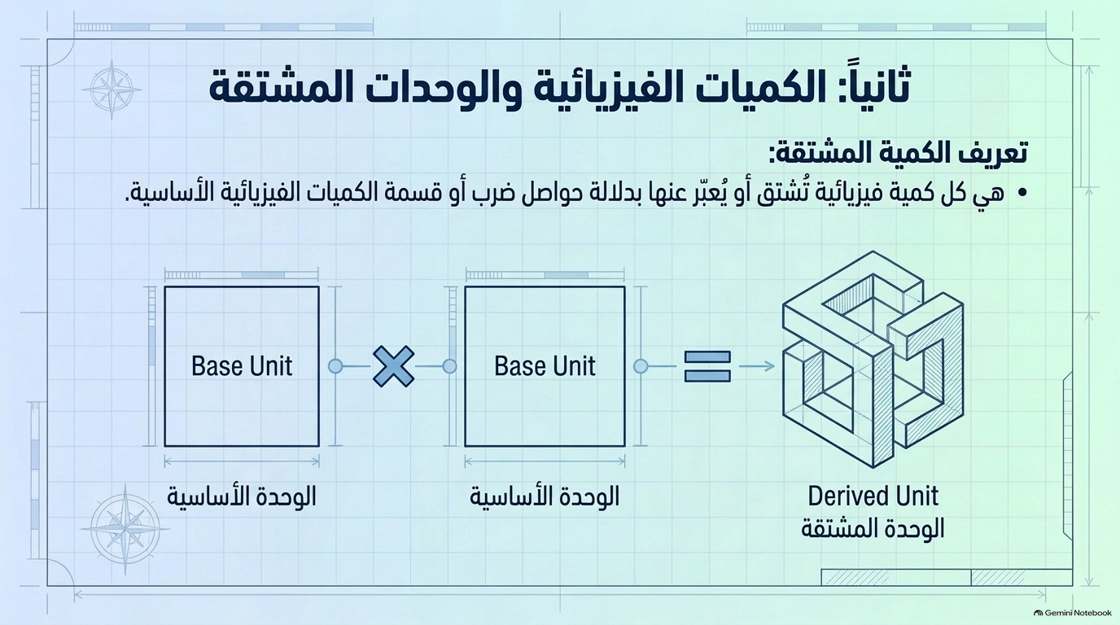 ثانياً: الكميات الفيزيائية والوحدات المشتقة
تعريف الكمية المشتقة:
• هي كل كمية فيزيائية تُشتق أو يُعبّر عنها بدلالة حواصل ضرب أو قسمة الكميات الفيزيائية الأساسية.
Base Unit
الوحدة الأساسية
Base Unit
الوحدة الأساسية
Derived Unit
الوحدة المشتقة
Gemini Notebook